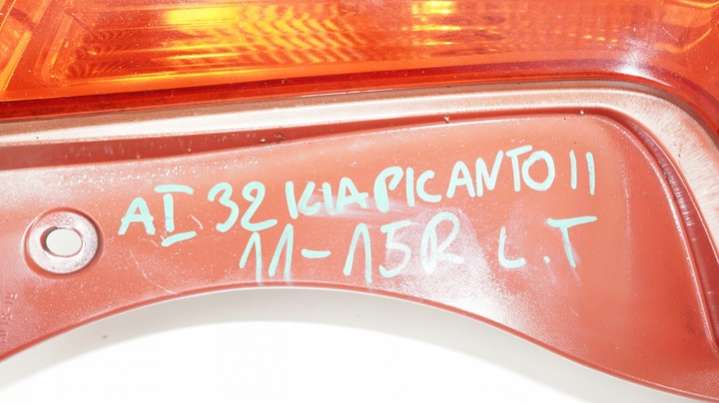 AI 32 KIA PICANTO II
11-15R L.T